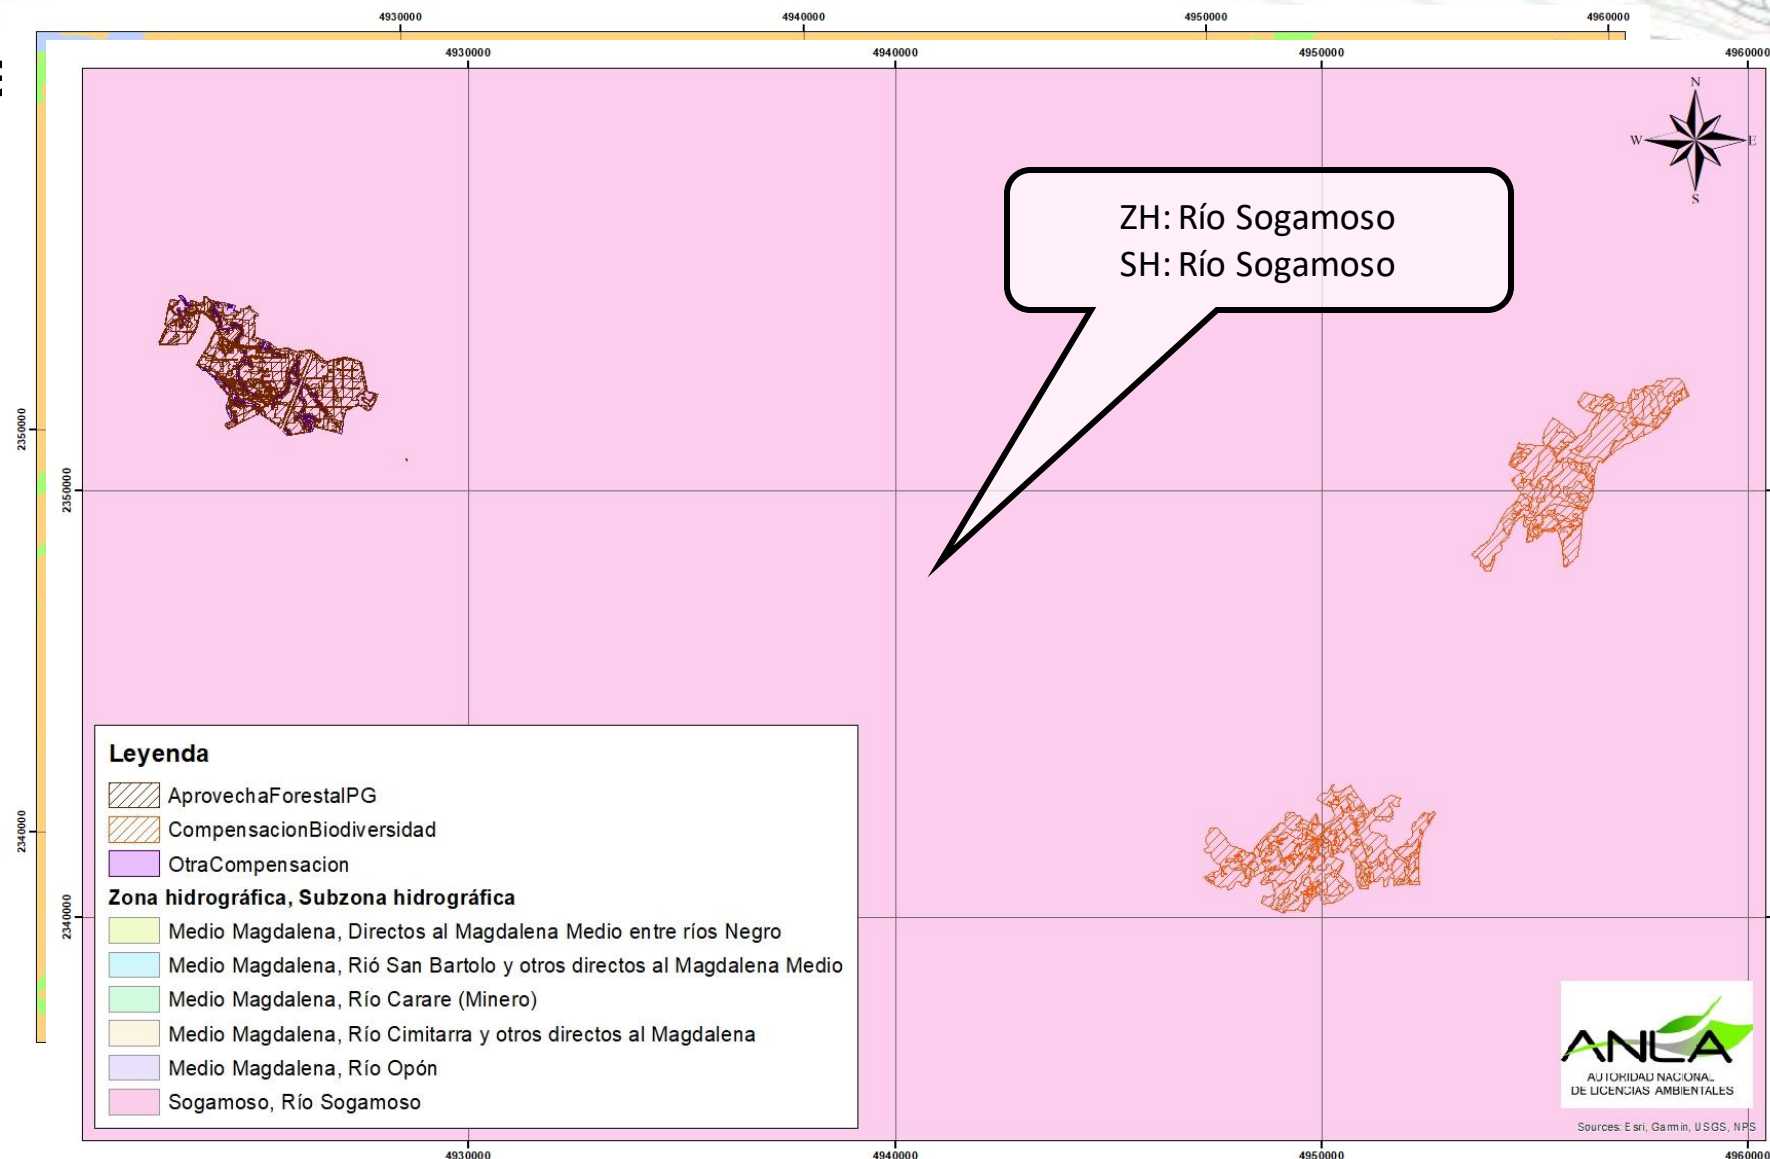 4930000 4940000 4950000 4960000
4930000 4940000 4950000 4960000
N
W E
S
ZH: Río Sogamoso
SH: Río Sogamoso
2350000
2350000
2340000
2340000
Leyenda
AprovechaForestalPG
CompensacionBiodiversidad
OtraCompensacion
Zona hidrográfica, Subzona hidrográfica
Medio Magdalena, Directos al Magdalena Medio entre ríos Negro
Medio Magdalena, Rió San Bartolo y otros directos al Magdalena Medio
Medio Magdalena, Río Carare (Minero)
Medio Magdalena, Río Cimitarra y otros directos al Magdalena
Medio Magdalena, Río Opón
Sogamoso, Río Sogamoso
ANLA
AUTORIDAD NACIONAL
DE LICENCIAS AMBIENTALES
Sources: Esri, Garmin, USGS, NPS
4930000 4940000 4950000 4960000